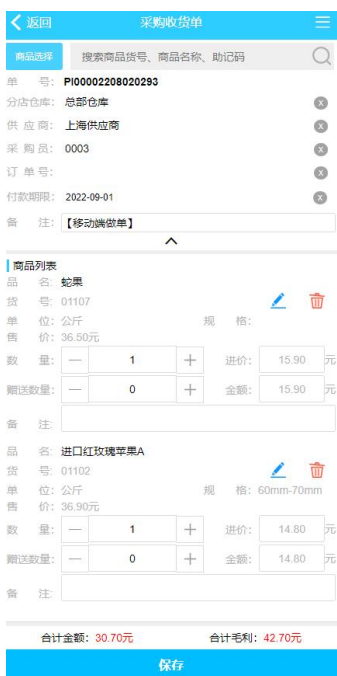 返回 采购收货单
商品选择 搜索商品货号、商品名称、助记码
单 号: PI00002208020293
分店仓库: 总部仓库 X
供 应 商: 上海供应商 X
采 购 员: 0003 X
订 单 号: X
付款期限: 2022-09-01 X
备 注: 【移动端做单】
商品列表
品 名: 蛇果
货 号: 01107
单 位: 公斤 规 格:
售 价: 36.50元
数 量: — 1 + 进价: 15.90 元
赠送数量: — 0 + 金额: 15.90 元
备 注:
品 名: 进口红玫瑰苹果A
货 号: 01102
单 位: 公斤 规 格: 60mm-70mm
售 价: 36.90元
数 量: — 1 + 进价: 14.80 元
赠送数量: — 0 + 金额: 14.80 元
备 注:
合计金额: 30.70元 合计毛利: 42.70元
保存